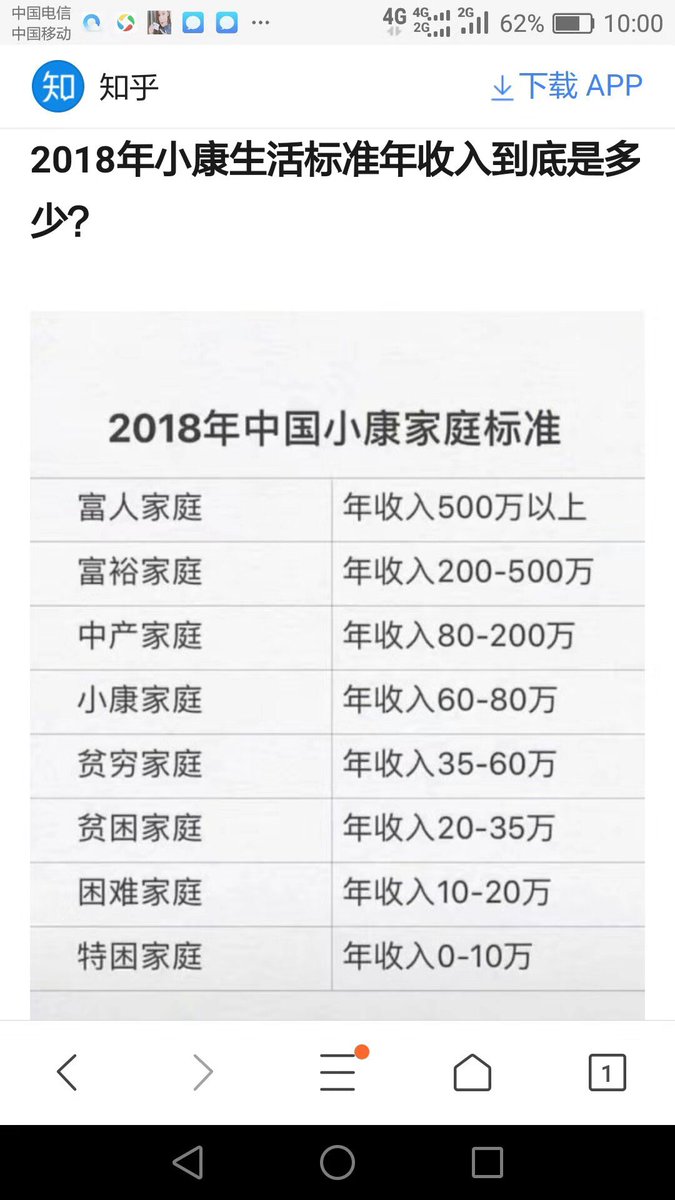 中国电信
中国移动
4G 4G 2G 2G 62% 10:00
知 知乎 下载 APP
2018年小康生活标准年收入到底是多
少?
2018年中国小康家庭标准
富人家庭 年收入500万以上
富裕家庭 年收入200-500万
中产家庭 年收入80-200万
小康家庭 年收入60-80万
贫穷家庭 年收入35-60万
贫困家庭 年收入20-35万
困难家庭 年收入10-20万
特困家庭 年收入0-10万
1